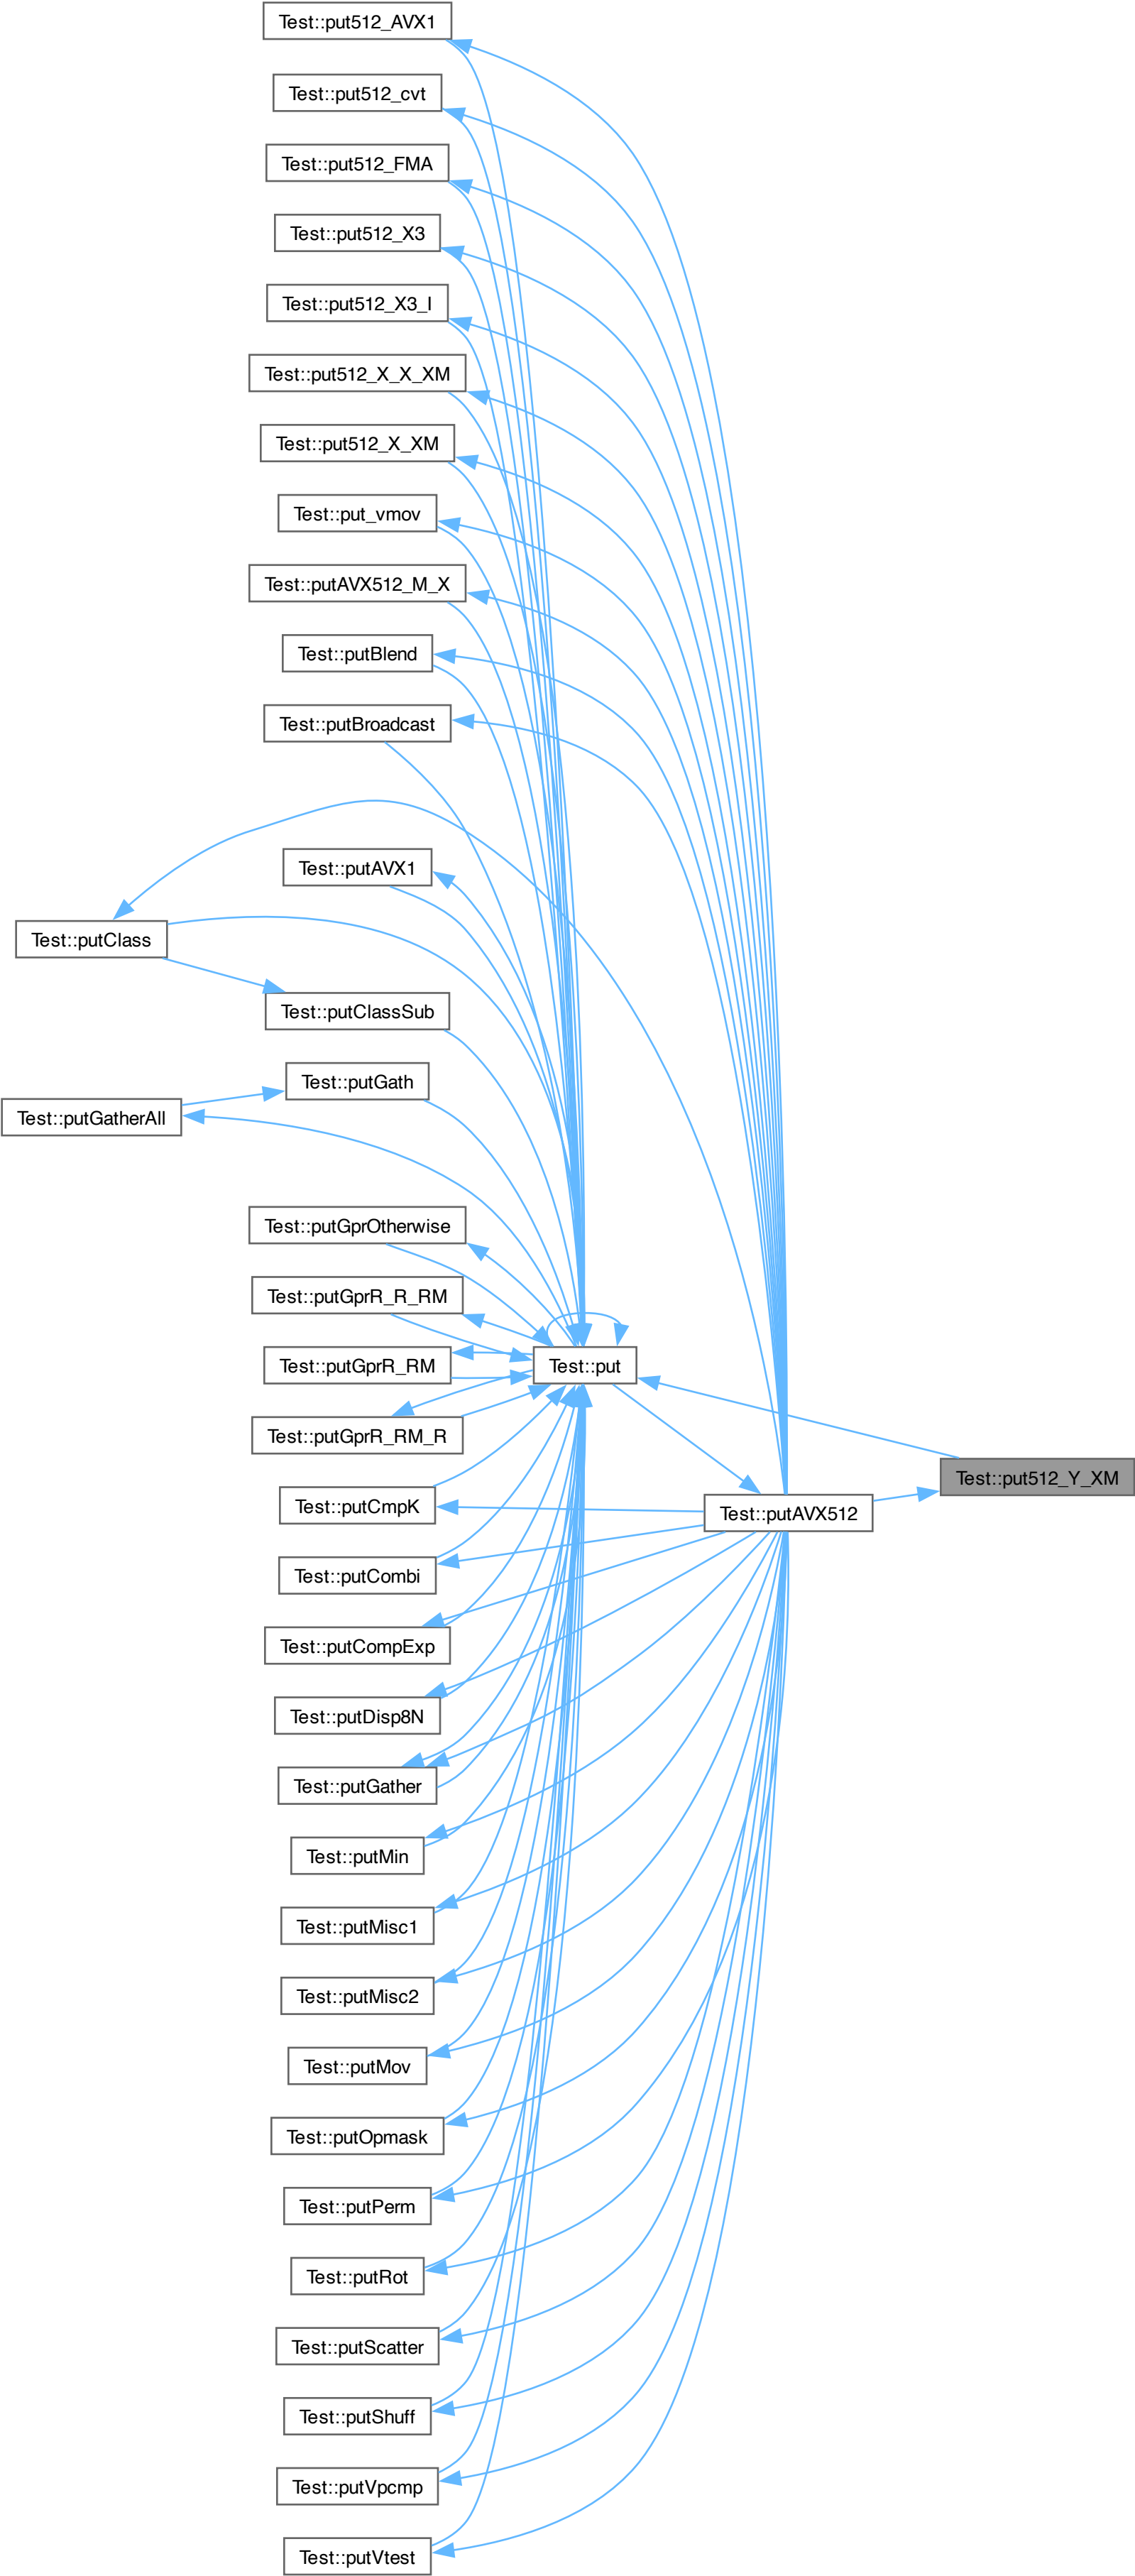 Test::put512_AVX1
Test::put512_cvt
Test::put512_FMA
Test::put512_X3
Test::put512_X3_I
Test::put512_X_X_XM
Test::put512_X_XM
Test::put_vmov
Test::putAVX512_M_X
Test::putBlend
Test::putBroadcast
Test::putAVX1
Test::putClass
Test::putClassSub
Test::putGath
Test::putGatherAll
Test::putGprOtherwise
Test::putGprR_R_RM
Test::putGprR_RM
Test::put
Test::putGprR_RM_R
Test::put512_Y_XM
Test::putCmpK
Test::putAVX512
Test::putCombi
Test::putCompExp
Test::putDisp8N
Test::putGather
Test::putMin
Test::putMisc1
Test::putMisc2
Test::putMov
Test::putOpmask
Test::putPerm
Test::putRot
Test::putScatter
Test::putShuff
Test::putVpcmp
Test::putVtest